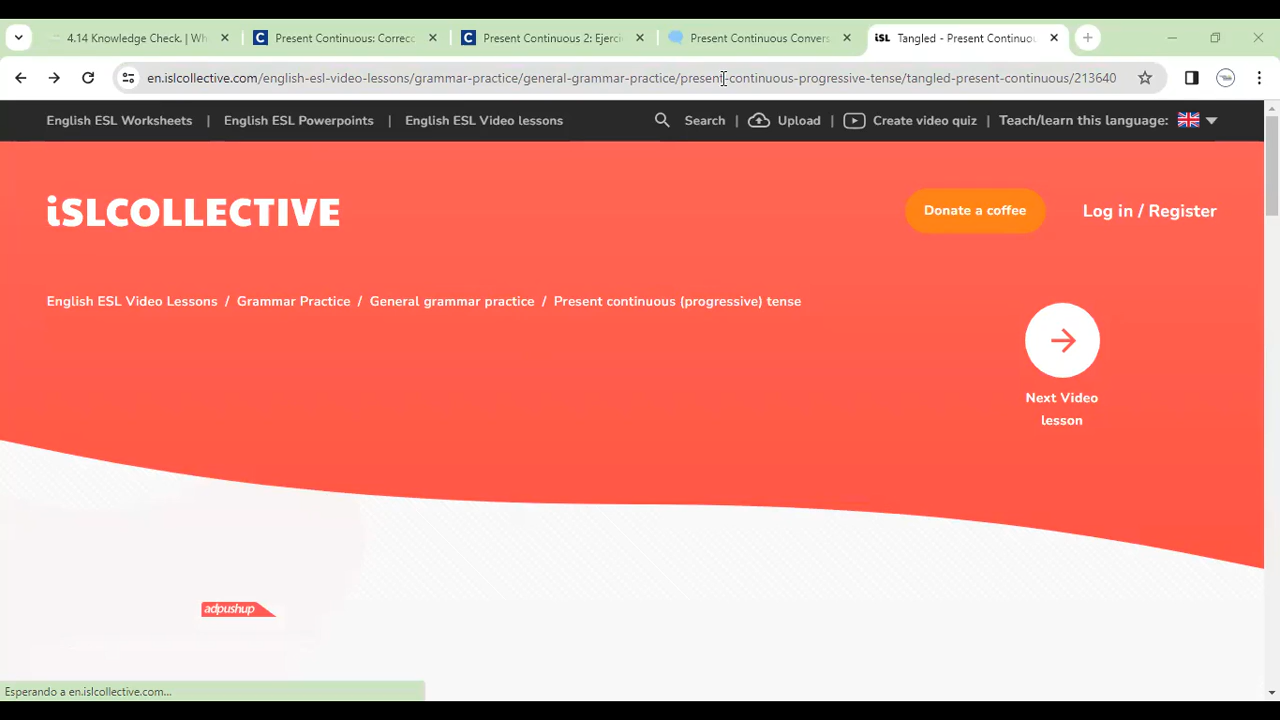 4.14 Knowledge Check. | Wh
Present Continuous: Correcc
Present Continuous 2: Ejerci
Present Continuous Convers
iSL Tangled - Present Continuou
en.islcollective.com/english-esl-video-lessons/grammar-practice/general-grammar-practice/present-continuous-progressive-tense/tangled-present-continuous/213640
English ESL Worksheets | English ESL Powerpoints | English ESL Video lessons
Search | Upload | Create video quiz | Teach/learn this language:
iSLCOLLECTIVE
Donate a coffee
Log in / Register
English ESL Video Lessons / Grammar Practice / General grammar practice / Present continuous (progressive) tense
Next Video
lesson
adpushup
Esperando a en.islcollective.com...